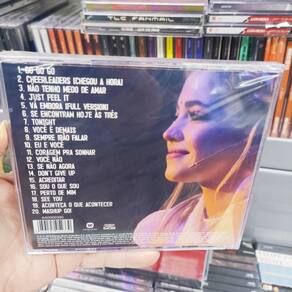 TLC FANMAIL
1. GO GO GO
2. CHEERLEADERS (CHEGOU A HORA)
3. NÃO TENHO MEDO DE AMAR
4. JUST FEEL IT
5. VÁ EMBORA (FULL VERSION)
6. SE ENCONTRAM HOJE ÀS TRÊS
7. TONIGHT
8. VOCÊ É DEMAIS
9. SEMPRE IRÃO FALAR
10. EU E VOCÊ
11. CORAGEM PRA SONHAR
12. VOCÊ NÃO
13. SE NÃO AGORA
14. DON'T GIVE UP
15. ACREDITAR
16. SOU O QUE SOU
17. PERTO DE MIM
18. SEE YOU
19. ACONTEÇA O QUE ACONTECER
20. MASHUP GO!